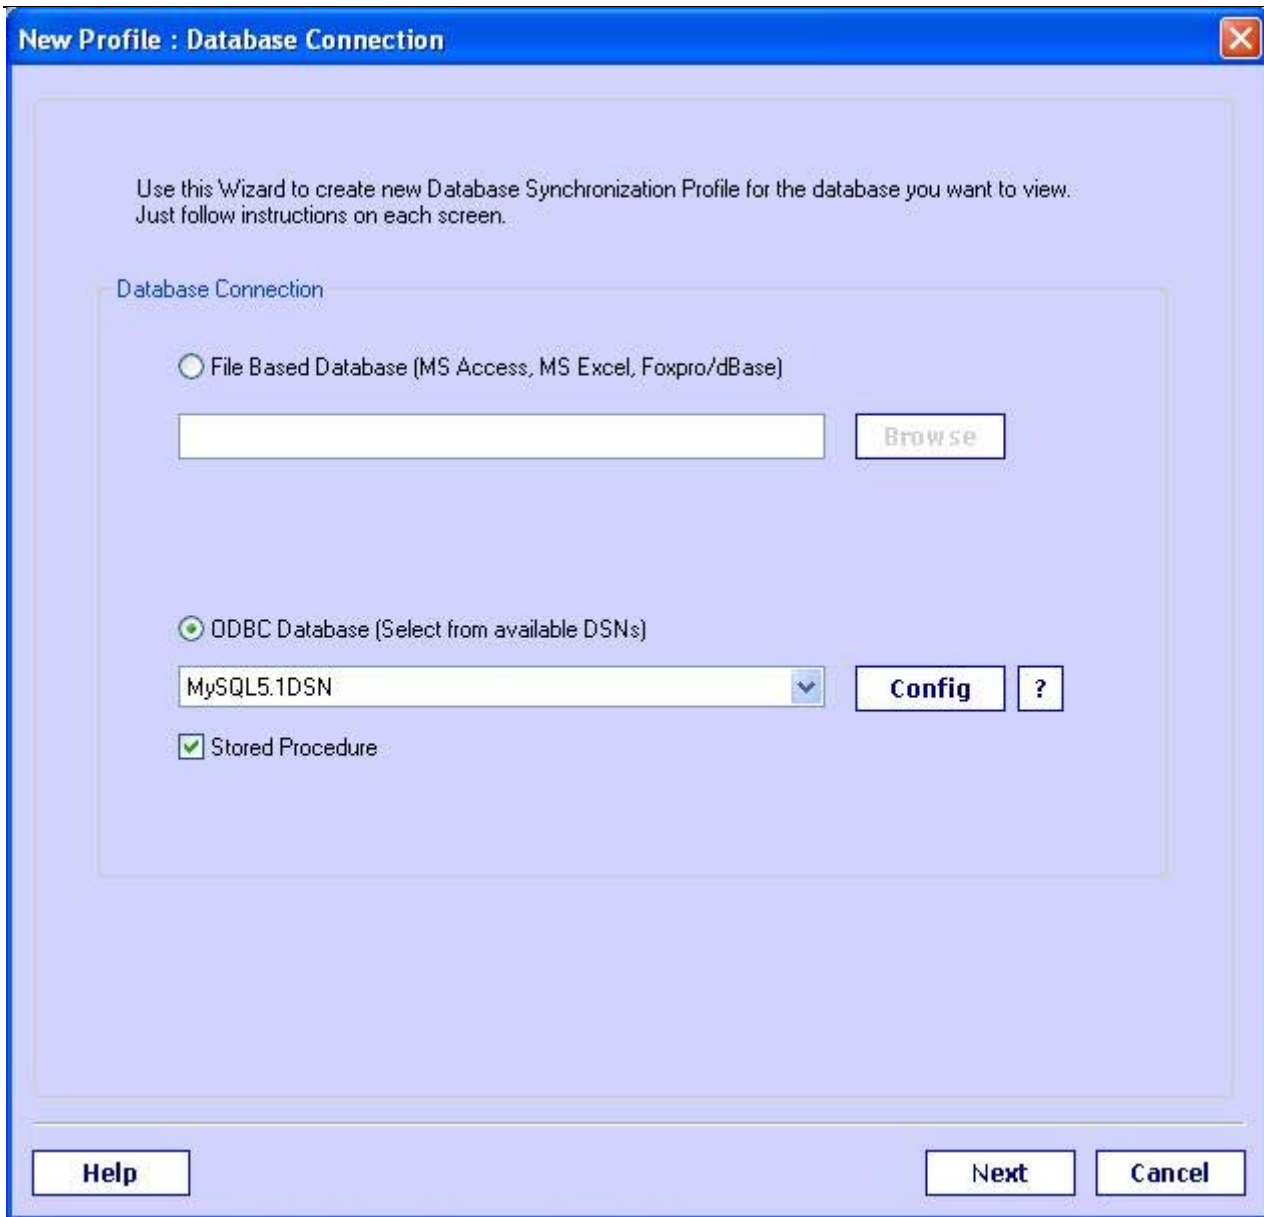 New Profile : Database Connection
Use this Wizard to create new Database Synchronization Profile for the database you want to view.
Just follow instructions on each screen.
Database Connection
File Based Database (MS Access, MS Excel, Foxpro/dBase)
Browse
ODBC Database (Select from available DSNs)
MySQL5.1DSN
Config
?
Stored Procedure
Help
Next
Cancel